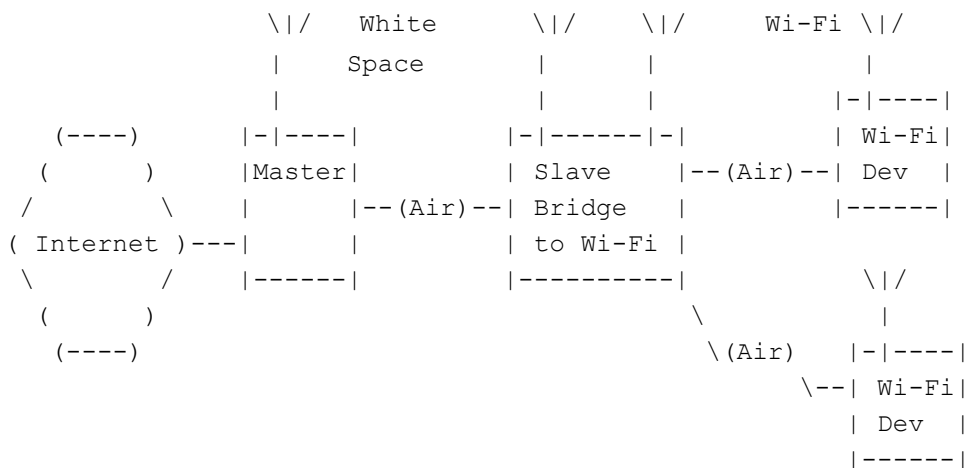 \|/ White \|/ \|/ Wi-Fi \|/
| Space | | |
| | | |-|----|
(----) |-|----| |-|------|-| | Wi-Fi|
( ) |Master| | Slave |--(Air)--| Dev |
/ \ | |--(Air)--| Bridge | |------|
( Internet )---| | | to Wi-Fi |
\ / |------| |----------| \|/
( ) \ |
(----) \(Air) |-|----|
\--| Wi-Fi|
| Dev |
|------|